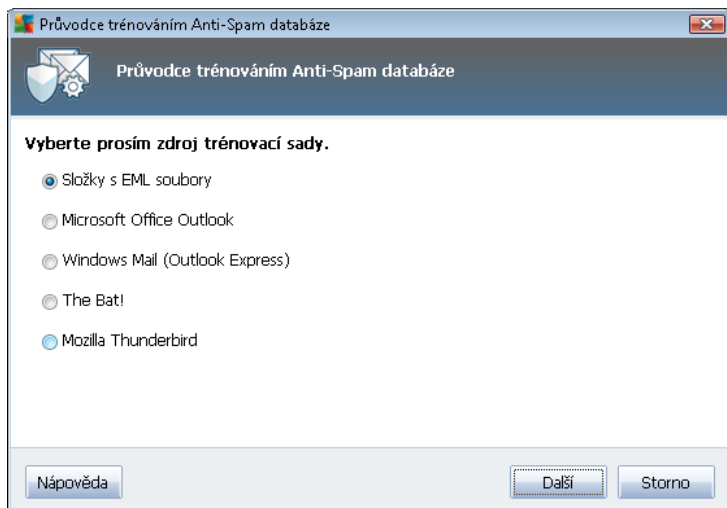 Průvodce trénováním Anti-Spam databáze
Průvodce trénováním Anti-Spam databáze
Vyberte prosím zdroj trénovací sady.
Složky s EML soubory
Microsoft Office Outlook
Windows Mail (Outlook Express)
The Bat!
Mozilla Thunderbird
Nápověda
Další
Storno